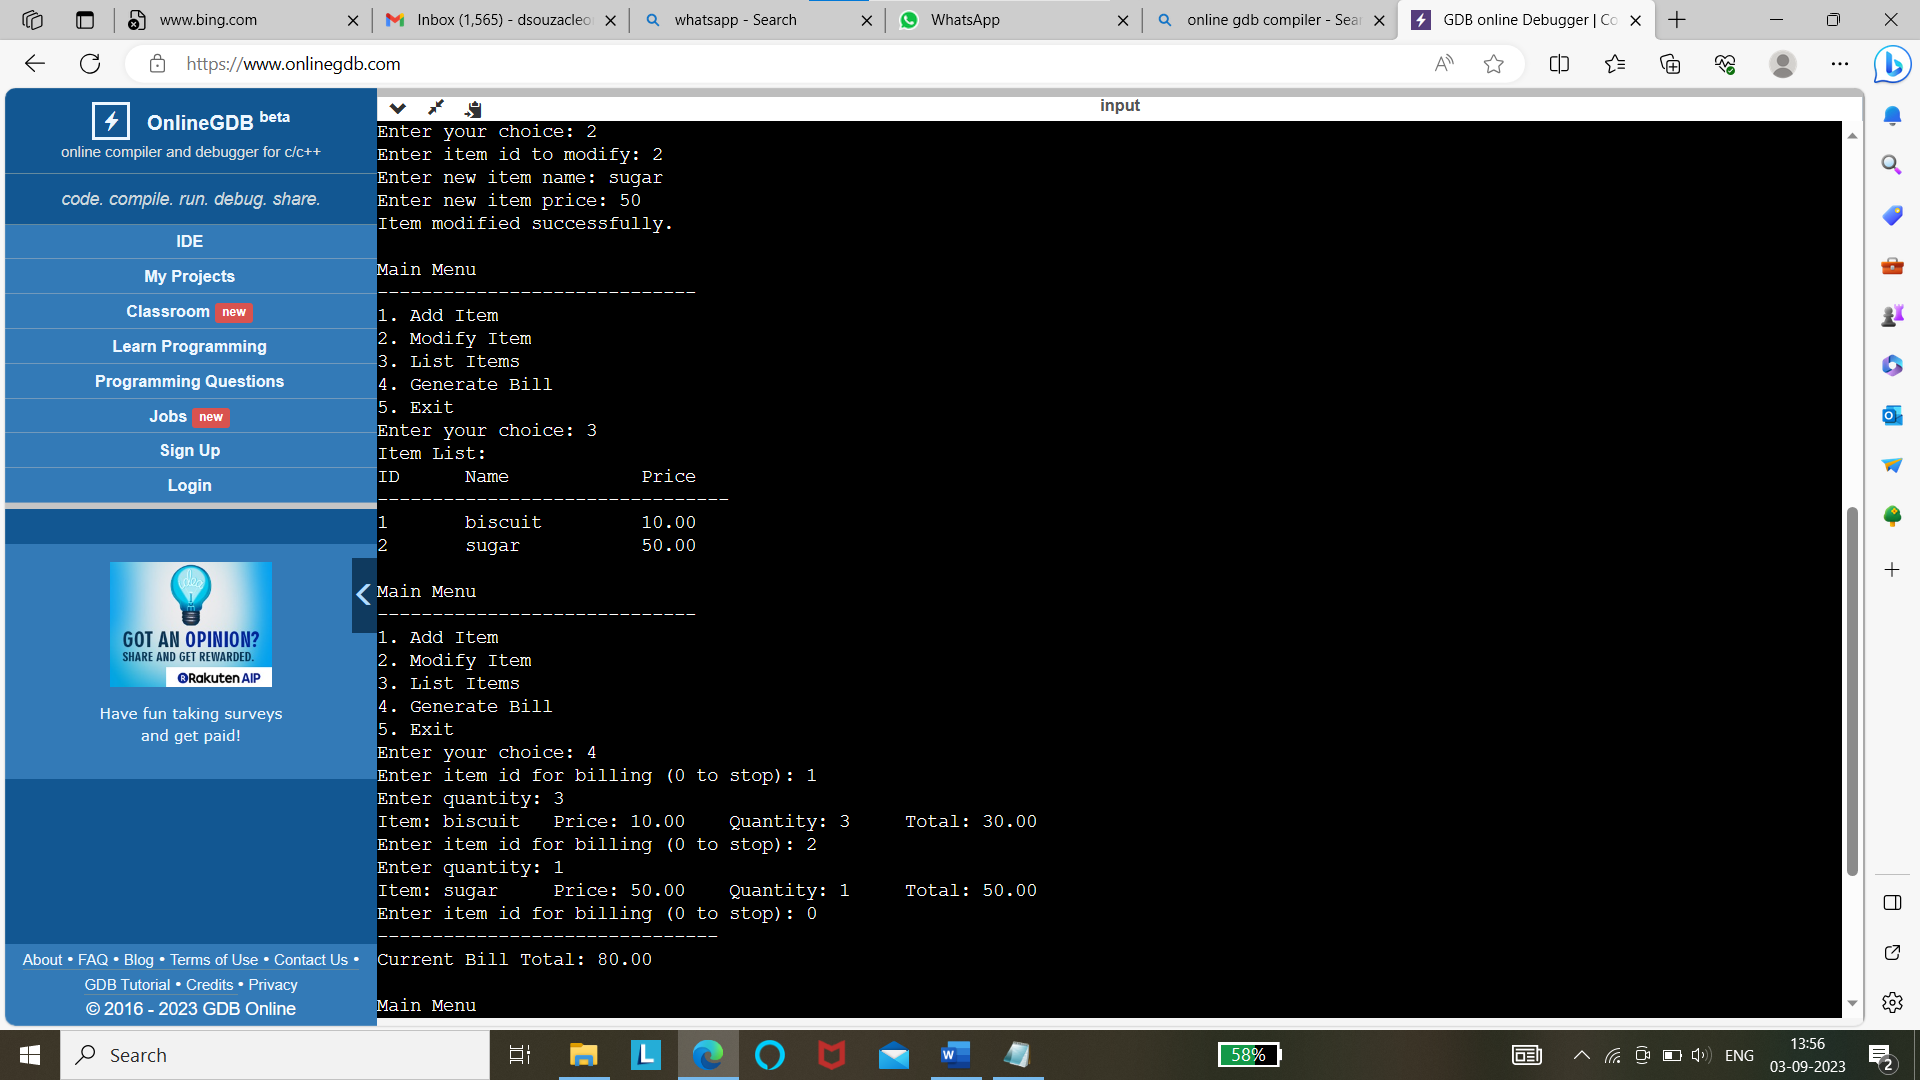 www.bing.com
Inbox (1,565) - dsouzacleo
whatsapp - Search
WhatsApp
online gdb compiler - Sear
GDB online Debugger | Co
https://www.onlinegdb.com
OnlineGDB beta
online compiler and debugger for c/c++
code. compile. run. debug. share.
IDE
My Projects
Classroom new
Learn Programming
Programming Questions
Jobs new
Sign Up
Login
GOT AN OPINION?
SHARE AND GET REWARDED.
Rakuten AIP
Have fun taking surveys
and get paid!
About • FAQ • Blog • Terms of Use • Contact Us •
GDB Tutorial • Credits • Privacy
© 2016 - 2023 GDB Online
input
Enter your choice: 2
Enter item id to modify: 2
Enter new item name: sugar
Enter new item price: 50
Item modified successfully.
Main Menu
-----------------------------
1. Add Item
2. Modify Item
3. List Items
4. Generate Bill
5. Exit
Enter your choice: 3
Item List:
ID Name Price
--------------------------------
1 biscuit 10.00
2 sugar 50.00
Main Menu
-----------------------------
1. Add Item
2. Modify Item
3. List Items
4. Generate Bill
5. Exit
Enter your choice: 4
Enter item id for billing (0 to stop): 1
Enter quantity: 3
Item: biscuit Price: 10.00 Quantity: 3 Total: 30.00
Enter item id for billing (0 to stop): 2
Enter quantity: 1
Item: sugar Price: 50.00 Quantity: 1 Total: 50.00
Enter item id for billing (0 to stop): 0
-------------------------------
Current Bill Total: 80.00
Main Menu
Search
58%
ENG
13:56
03-09-2023
2